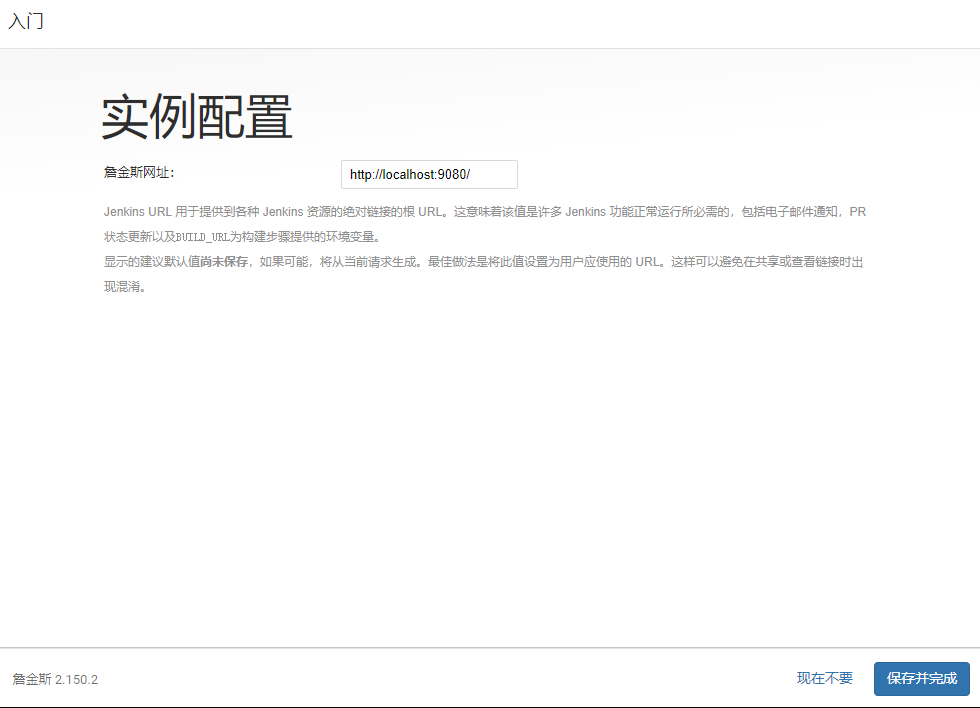 入门
实例配置
詹金斯网址：
http://localhost:9080/
Jenkins URL 用于提供到各种 Jenkins 资源的绝对链接的根 URL。这意味着该值是许多 Jenkins 功能正常运行所必需的，包括电子邮件通知，PR
状态更新以及BUILD_URL为构建步骤提供的环境变量。
显示的建议默认值尚未保存，如果可能，将从当前请求生成。最佳做法是将此值设置为用户应使用的 URL。这样可以避免在共享或查看链接时出
现混淆。
詹金斯 2.150.2
现在不要
保存并完成